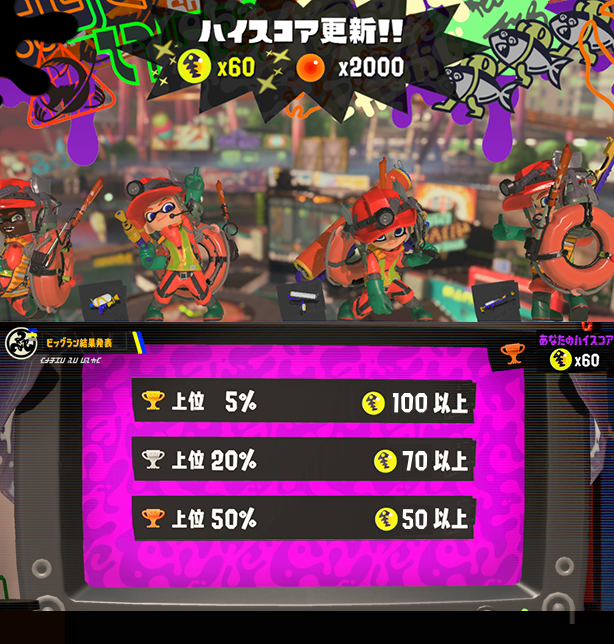 ハイスコア更新!!
x60 x2000
ビッグラン結果発表
あなたのハイスコア
x60
上位 5% 100 以上
上位 20% 70 以上
上位 50% 50 以上